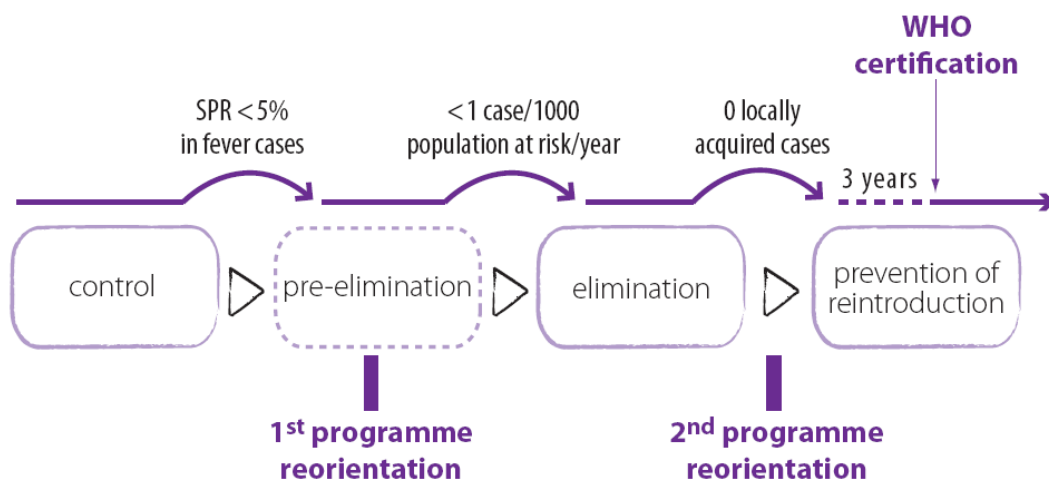 WHO
certification
SPR <5%
in fever cases
<1 case/1000
population at risk/year
0 locally
acquired cases
3 years
control
pre-elimination
elimination
prevention of
reintroduction
1st programme
reorientation
2nd programme
reorientation